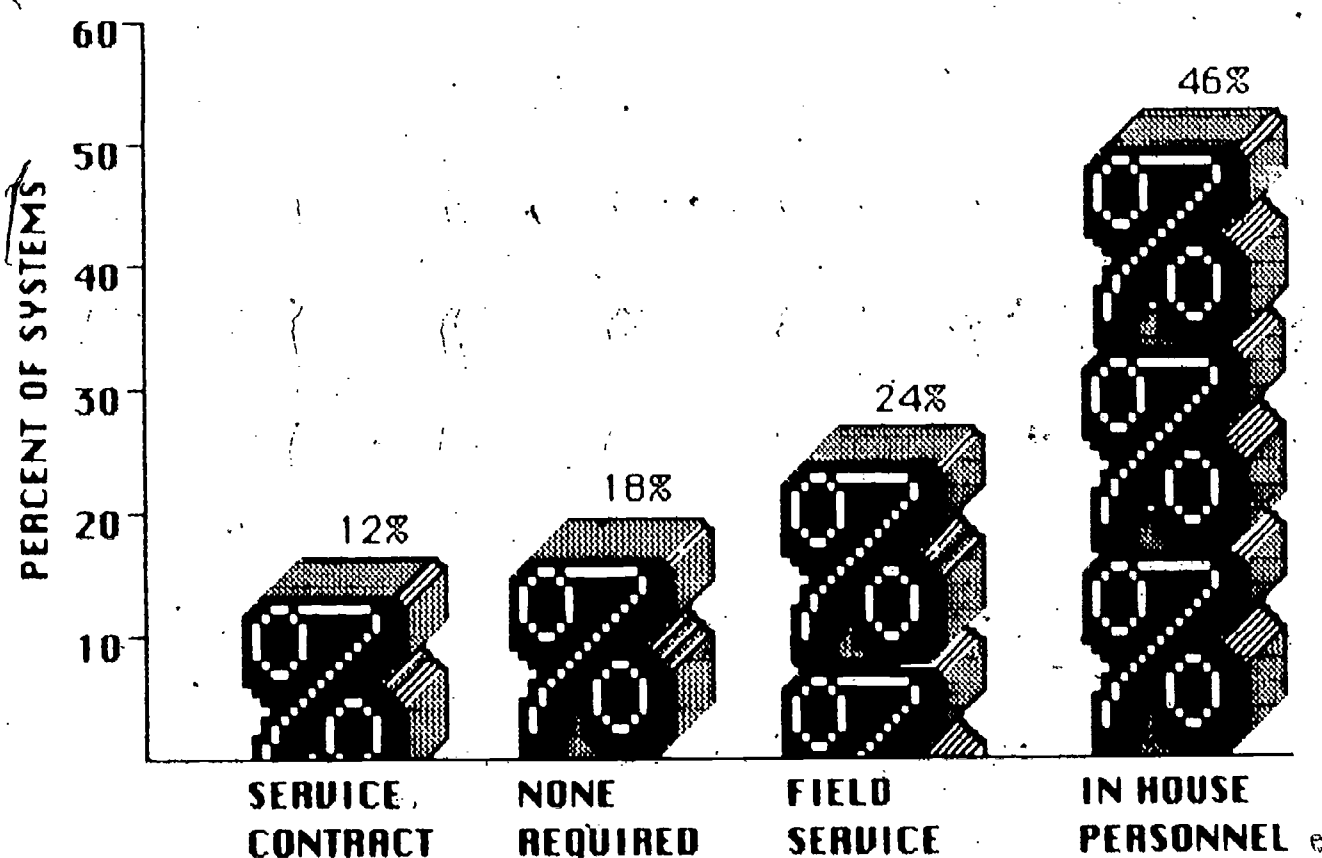 60
50
40
30
20
10
PERCENT OF SYSTEMS
12%
18%
24%
46%
SERVICE
CONTRACT
NONE
REQUIRED
FIELD
SERVICE
IN HOUSE
PERSONNEL